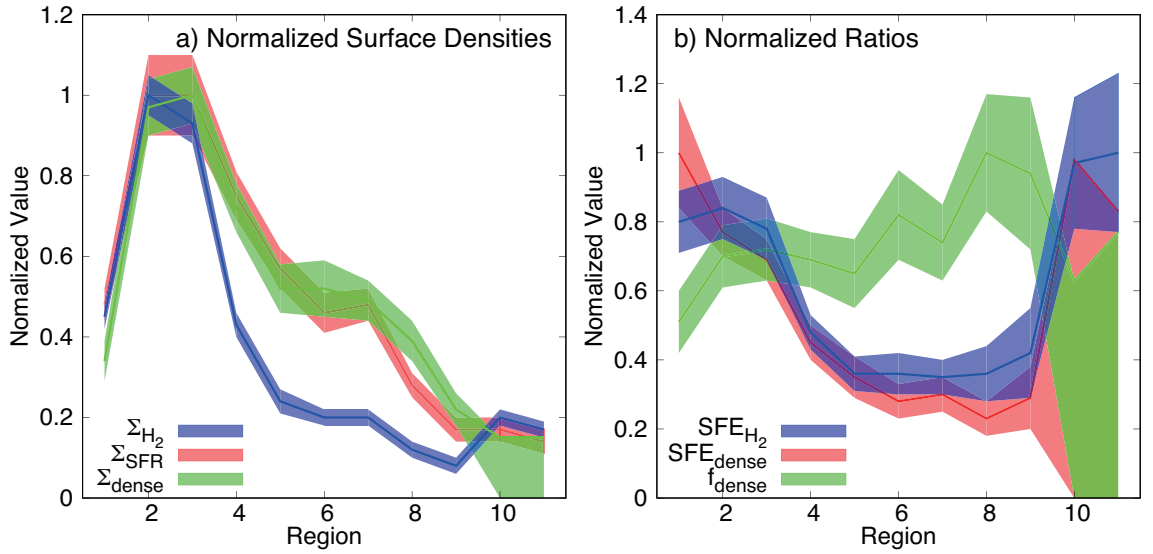 a) Normalized Surface Densities
Normalized Value
1.2
1
0.8
0.6
0.4
0.2
0
Σ_H₂
Σ_SFR
Σ_dense
2
4
6
8
10
Region
b) Normalized Ratios
Normalized Value
1.4
1.2
1
0.8
0.6
0.4
0.2
0
SFE_H₂
SFE_dense
f_dense
2
4
6
8
10
Region